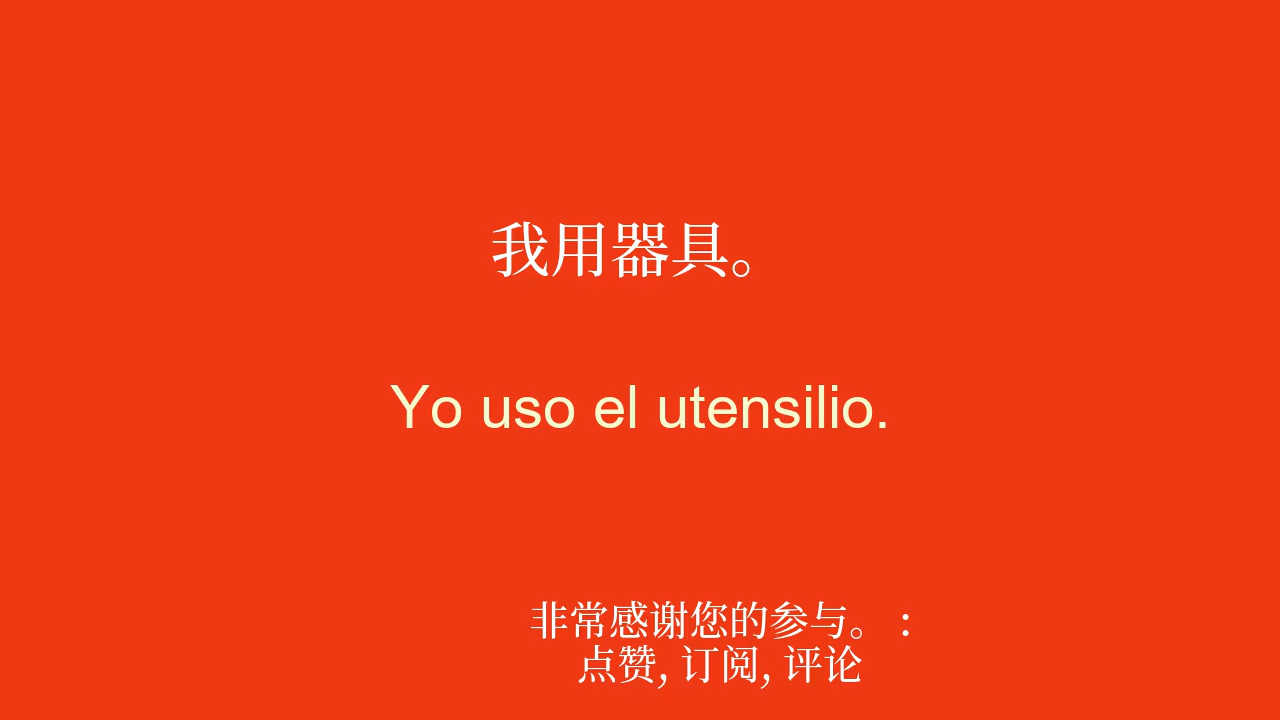 我用器具。
Yo uso el utensilio.
非常感谢您的参与。 :
点赞, 订阅, 评论